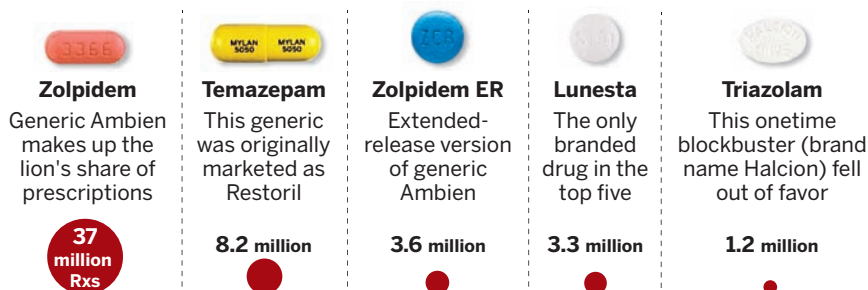 3366
MYLAN
5050
MYLAN
5050
ZCR
Zolpidem
Generic Ambien
makes up the
lion's share of
prescriptions
37
million
Rxs
Temazepam
This generic
was originally
marketed as
Restoril
8.2 million
Zolpidem ER
Extended-
release version
of generic
Ambien
3.6 million
Lunesta
The only
branded
drug in the
top five
3.3 million
Triazolam
This onetime
blockbuster (brand
name Halcion) fell
out of favor
1.2 million